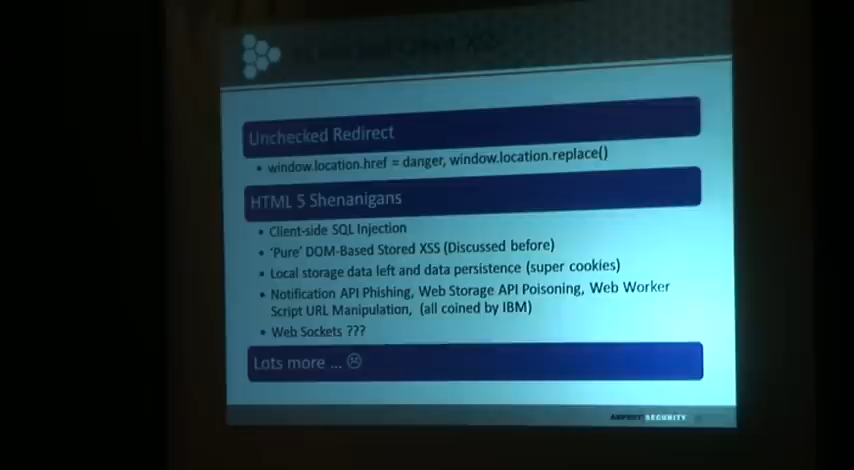 Unchecked Redirect
• window.location.href = danger, window.location.replace()
HTML 5 Shenanigans
• Client-side SQL Injection
• 'Pure' DOM-Based Stored XSS (Discussed before)
• Local storage data left and data persistence (super cookies)
• Notification API Phishing, Web Storage API Poisoning, Web Worker
Script URL Manipulation, (all coined by IBM)
• Web Sockets ???
Lots more ... ☹
ASPECT SECURITY